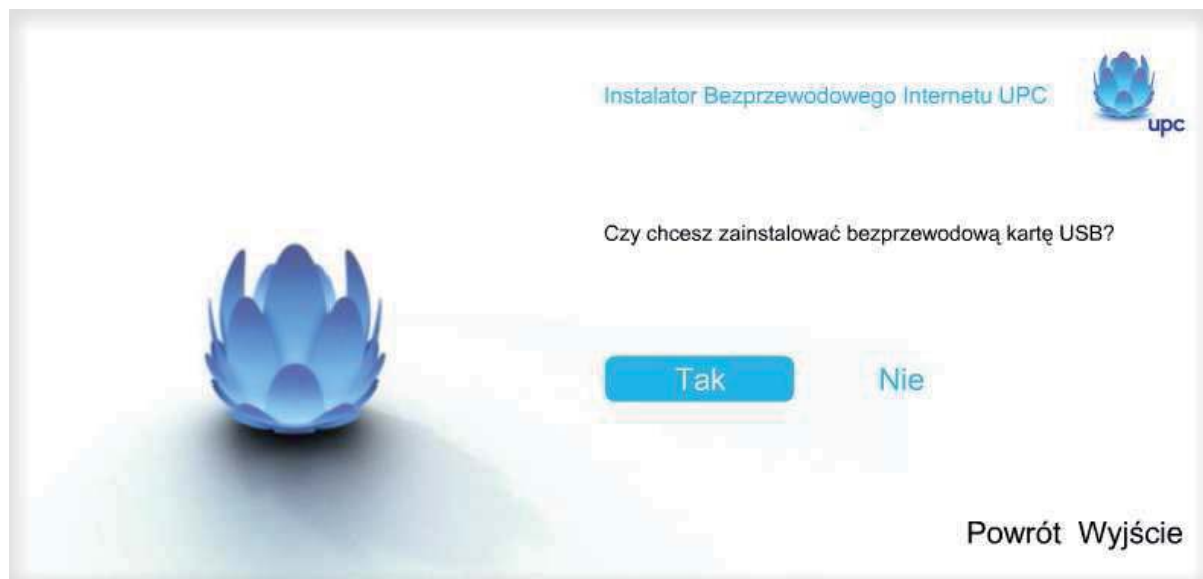 Instalator Bezprzewodowego Internetu UPC
upc
Czy chcesz zainstalować bezprzewodową kartę USB?
Tak Nie
Powrót Wyjście